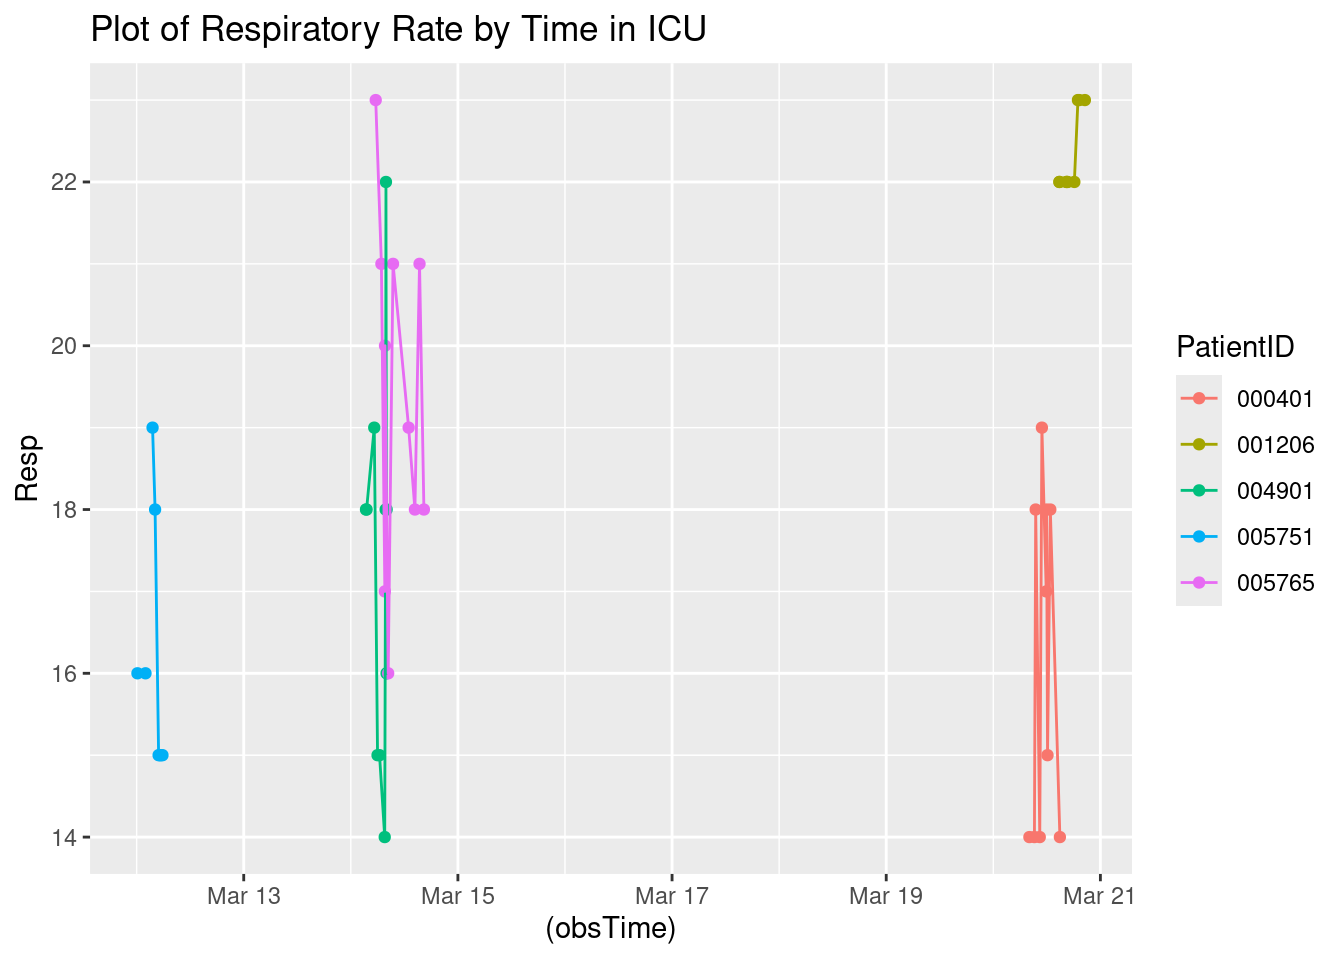 Plot of Respiratory Rate by Time in ICU
22
20
18
16
14
Resp
Mar 13
Mar 15
Mar 17
Mar 19
Mar 21
(obsTime)
PatientID
000401
001206
004901
005751
005765